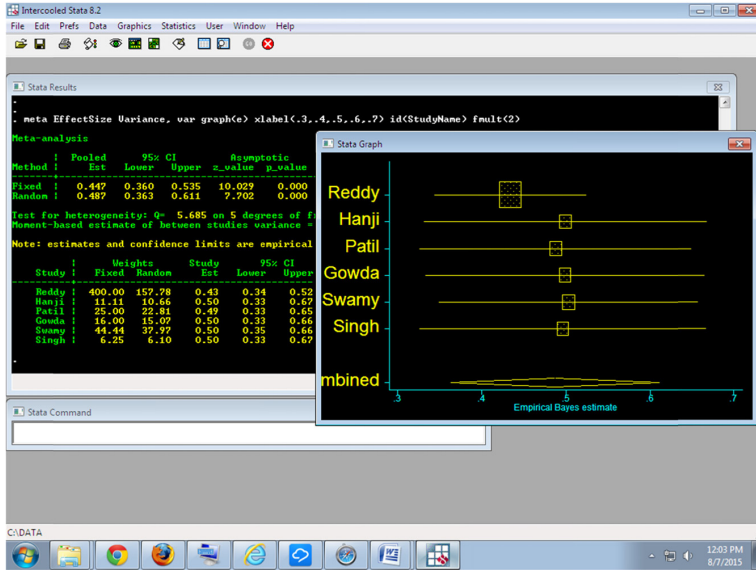 Intercooled Stata 8.2
File Edit Prefs Data Graphics Statistics User Window Help
Stata Results
.
. meta EffectSize Variance, var graph(e) xlabel(.3,.4,.5,.6,.7) id(StudyName) fmult(2)
Meta-analysis
| Pooled 95% CI Asymptotic
Method | Est Lower Upper z_value p_value
Fixed | 0.447 0.360 0.535 10.029 0.000
Random | 0.487 0.363 0.611 7.702 0.000
Test for heterogeneity: Q= 5.685 on 5 degrees of fr
Moment-based estimate of between studies variance =
Note: estimates and confidence limits are empirical
| Weights Study 95% CI
Study | Fixed Random Est Lower Upper
Reddy | 400.00 157.78 0.43 0.34 0.52
Hanji | 11.11 10.66 0.50 0.33 0.67
Patil | 25.00 22.81 0.49 0.33 0.65
Gowda | 16.00 15.07 0.50 0.33 0.66
Swamy | 44.44 37.97 0.50 0.35 0.66
Singh | 6.25 6.10 0.50 0.33 0.67
.
Stata Graph
Reddy
Hanji
Patil
Gowda
Swamy
Singh
mbined
.3 .4 .5 .6 .7
Empirical Bayes estimate
Stata Command
C:\DATA
12:03 PM
8/7/2015